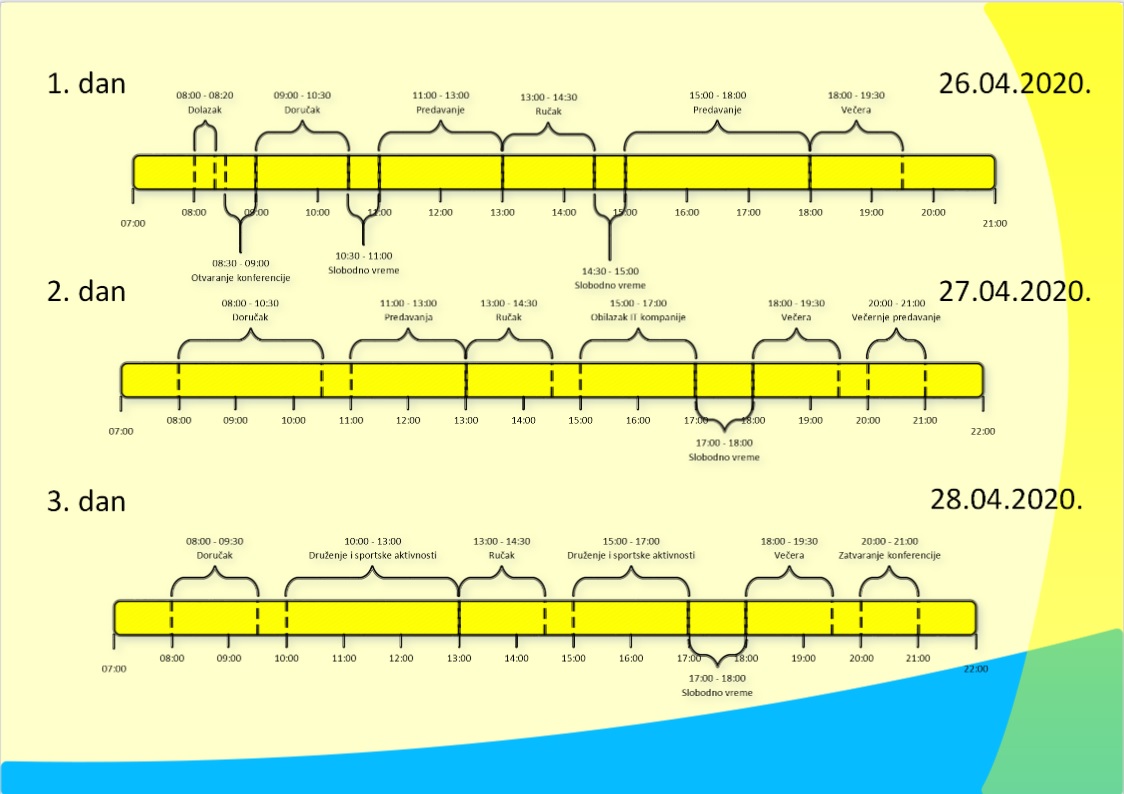 1. dan
26.04.2020.
08:00 - 08:20
Dolazak
09:00 - 10:30
Doručak
11:00 - 13:00
Predavanje
13:00 - 14:30
Ručak
15:00 - 18:00
Predavanje
18:00 - 19:30
Večera
07:00 08:00 09:00 10:00 11:00 12:00 13:00 14:00 15:00 16:00 17:00 18:00 19:00 20:00 21:00
08:30 - 09:00
Otvaranje konferencije
10:30 - 11:00
Slobodno vreme
14:30 - 15:00
Slobodno vreme
2. dan
27.04.2020.
08:00 - 10:30
Doručak
11:00 - 13:00
Predavanja
13:00 - 14:30
Ručak
15:00 - 17:00
Obilazak IT kompanije
18:00 - 19:30
Večera
20:00 - 21:00
Večernje predavanje
07:00 08:00 09:00 10:00 11:00 12:00 13:00 14:00 15:00 16:00 17:00 18:00 19:00 20:00 21:00 22:00
17:00 - 18:00
Slobodno vreme
3. dan
28.04.2020.
08:00 - 09:30
Doručak
10:00 - 13:00
Druženje i sportske aktivnosti
13:00 - 14:30
Ručak
15:00 - 17:00
Druženje i sportske aktivnosti
18:00 - 19:30
Večera
20:00 - 21:00
Zatvaranje konferencije
07:00 08:00 09:00 10:00 11:00 12:00 13:00 14:00 15:00 16:00 17:00 18:00 19:00 20:00 21:00 22:00
17:00 - 18:00
Slobodno vreme